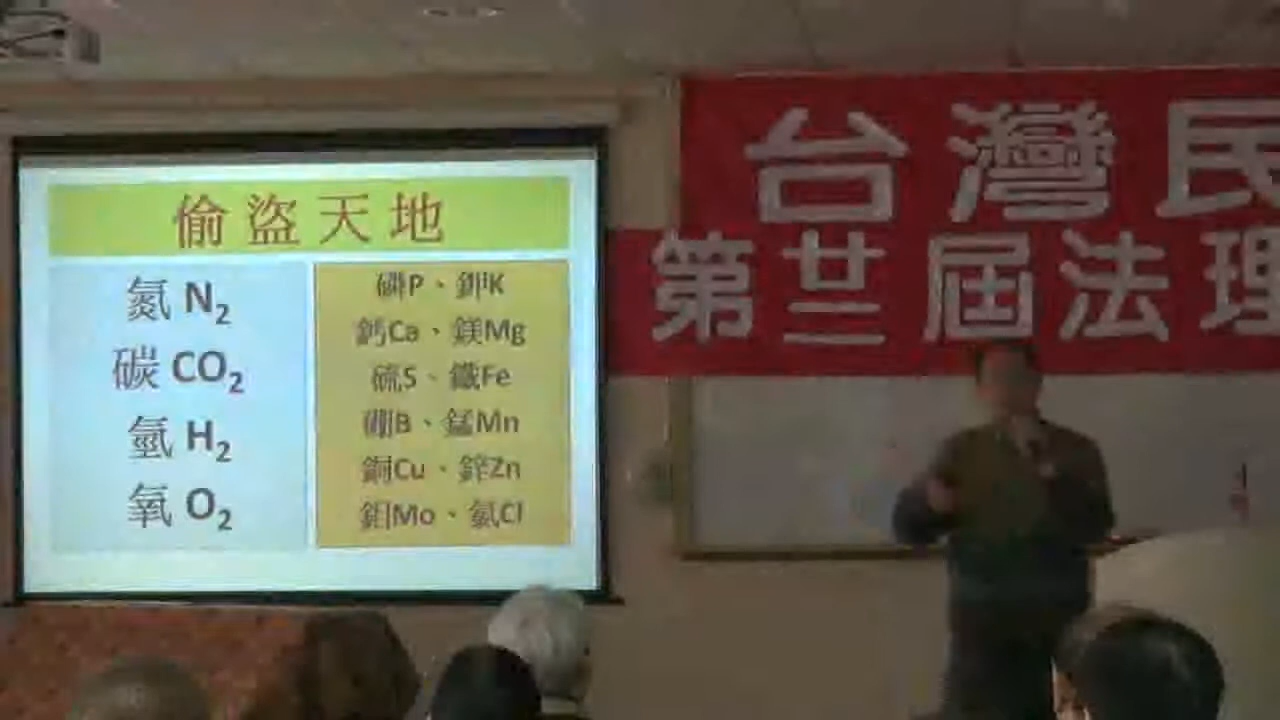 偷盜天地
氮 N₂
碳 CO₂
氫 H₂
氧 O₂
磷P、鉀K
鈣Ca、鎂Mg
硫S、鐵Fe
硼B、錳Mn
銅Cu、鋅Zn
鉬Mo、氯Cl
台灣民
第廿二屆法理